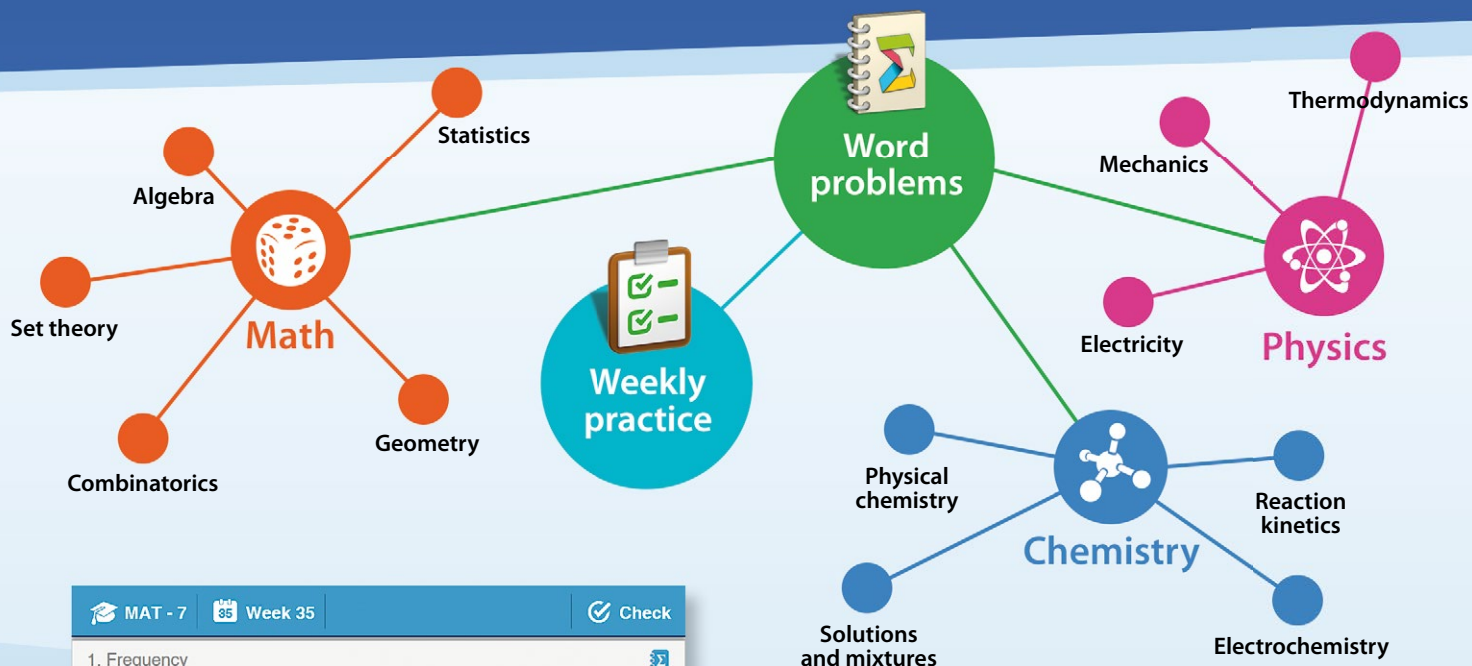 Word
problems
Statistics
Algebra
Set theory
Math
Combinatorics
Geometry
Weekly
practice
Thermodynamics
Mechanics
Electricity
Physics
Physical
chemistry
Reaction
kinetics
Chemistry
Solutions
and mixtures
Electrochemistry
MAT - 7
35
Week 35
Check
1. Frequency